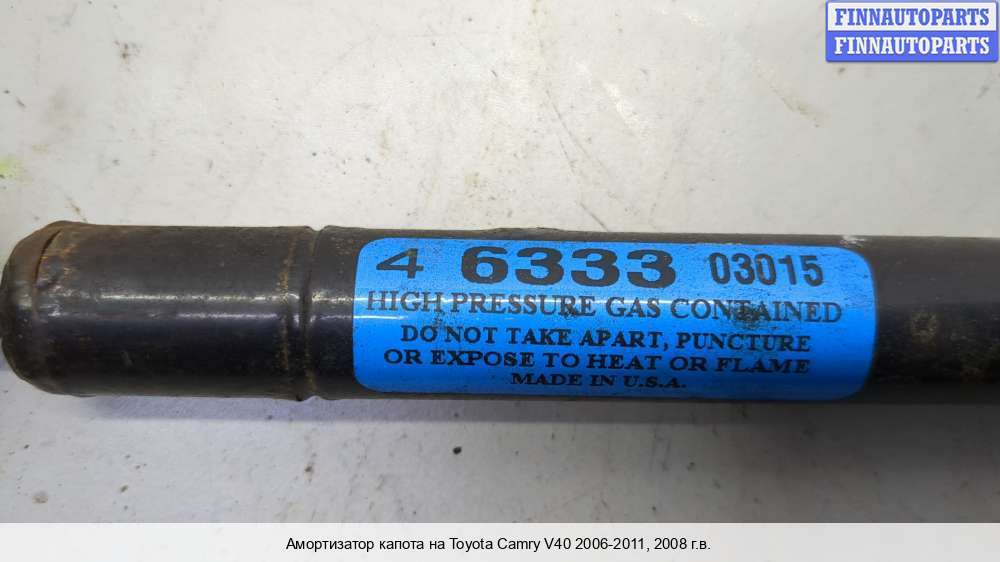 FINNAUTOPARTS
FINNAUTOPARTS
4 6333 03015
HIGH PRESSURE GAS CONTAINED
DO NOT TAKE APART, PUNCTURE
OR EXPOSE TO HEAT OR FLAME
MADE IN U.S.A.
Амортизатор капота на Toyota Camry V40 2006-2011, 2008 г.в.